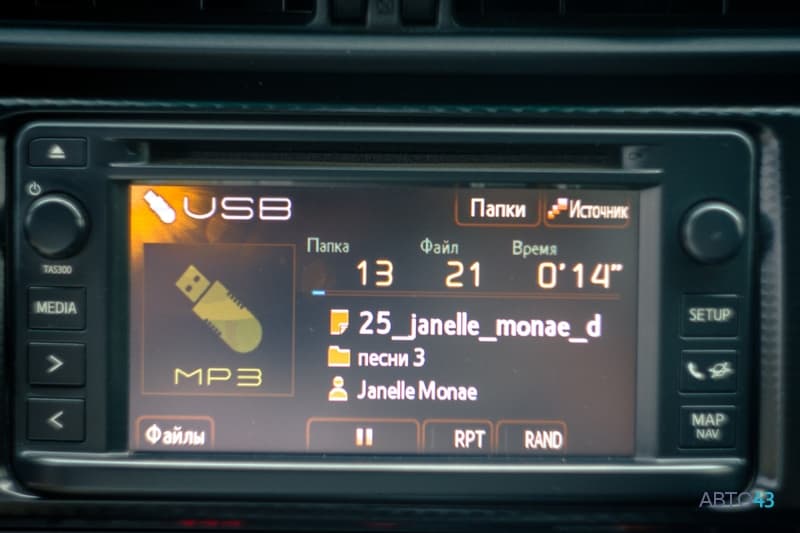 USB
Папки
Источник
Папка Файл Время
13 21 0'14"
25_janelle_monae_d
песни 3
Janelle Monae
MP3
Файлы
RPT
RAND
TAS300
MEDIA
SETUP
MAP
NAV
АВТО43